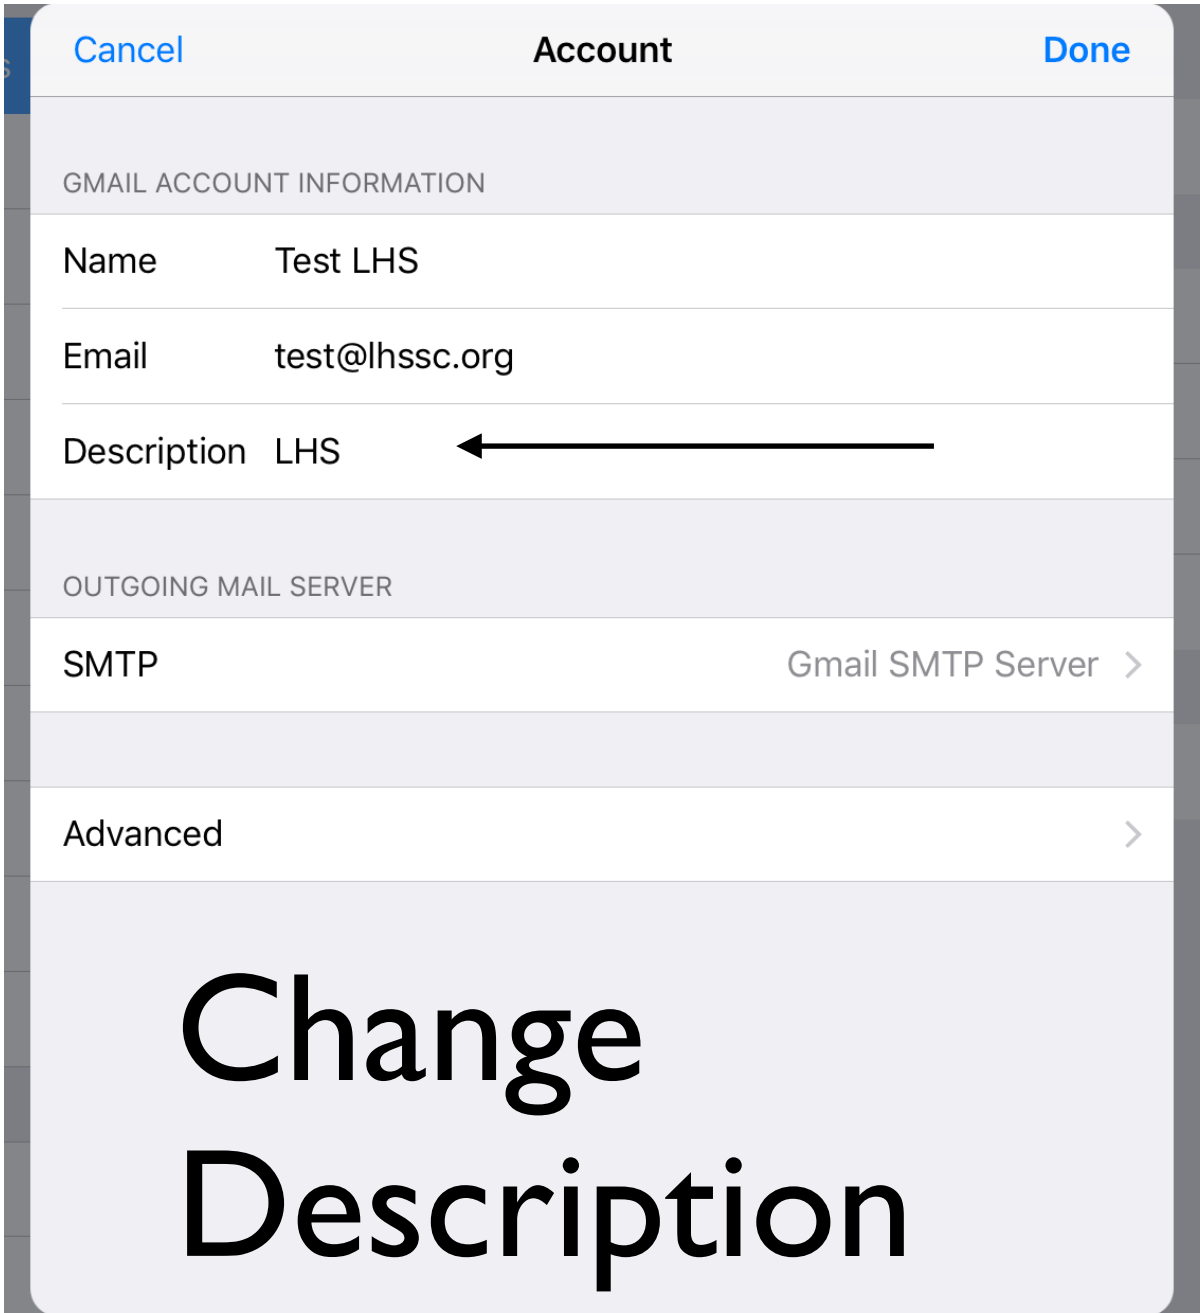 Cancel Account Done
GMAIL ACCOUNT INFORMATION
Name Test LHS
Email test@lhssc.org
Description LHS
OUTGOING MAIL SERVER
SMTP Gmail SMTP Server
Advanced
Change
Description